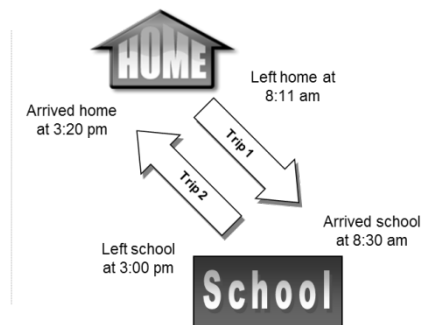 HOME
Left home at
8:11 am
Arrived home
at 3:20 pm
Trip 1
Trip 2
Arrived school
at 8:30 am
Left school
at 3:00 pm
School